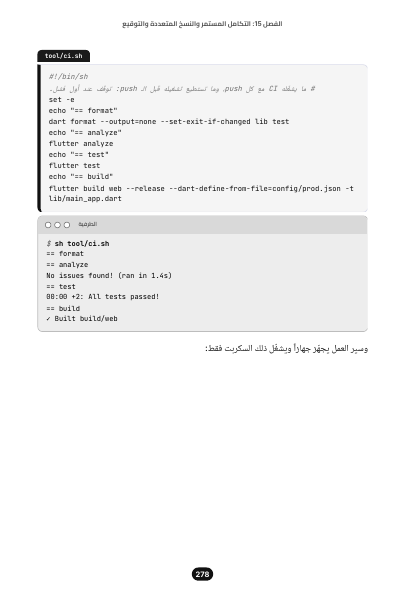 الفصل 15: التكامل المستمر والنسخ المتعددة والتوقيع
tool/ci.sh
#!/bin/sh
# ما يشغّله CI مع كل push، وما تستطيع تشغيله قبل الـ push: توقّف عند أول فشل.
set -e
echo "== format"
dart format --output=none --set-exit-if-changed lib test
echo "== analyze"
flutter analyze
echo "== test"
flutter test
echo "== build"
flutter build web --release --dart-define-from-file=config/prod.json -t
lib/main_app.dart
الطرفية
$ sh tool/ci.sh
== format
== analyze
No issues found! (ran in 1.4s)
== test
00:00 +2: All tests passed!
== build
✓ Built build/web
وسير العمل يجهّز جهازاً ويشغّل ذلك السكربت فقط:
278